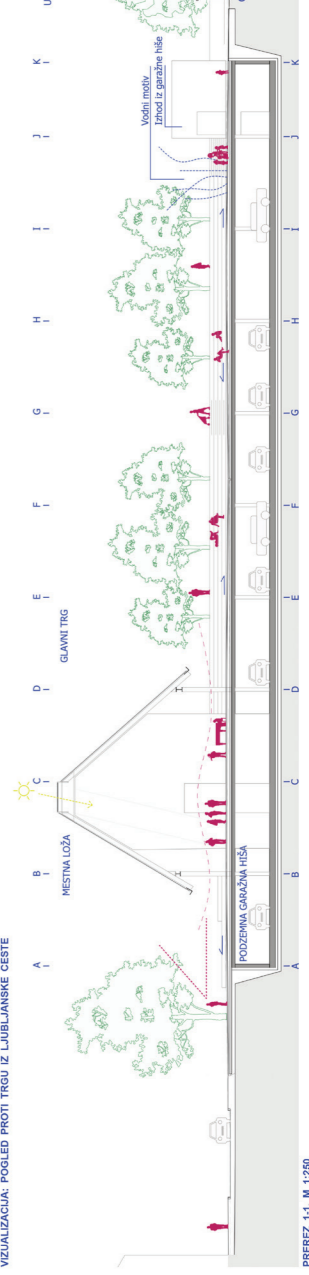 VIZUALIZACIJA: POGLED PROTI TRGU IZ LJUBLJANSKE CESTE
A B C D E F G H I J K
MESTNA LOŽA
GLAVNI TRG
Vodni motiv
Izhod iz garažne hiše
PODZEMNA GARAŽNA HIŠA
A B C D E F G H I J K
PREREZ 1-1 M 1:250